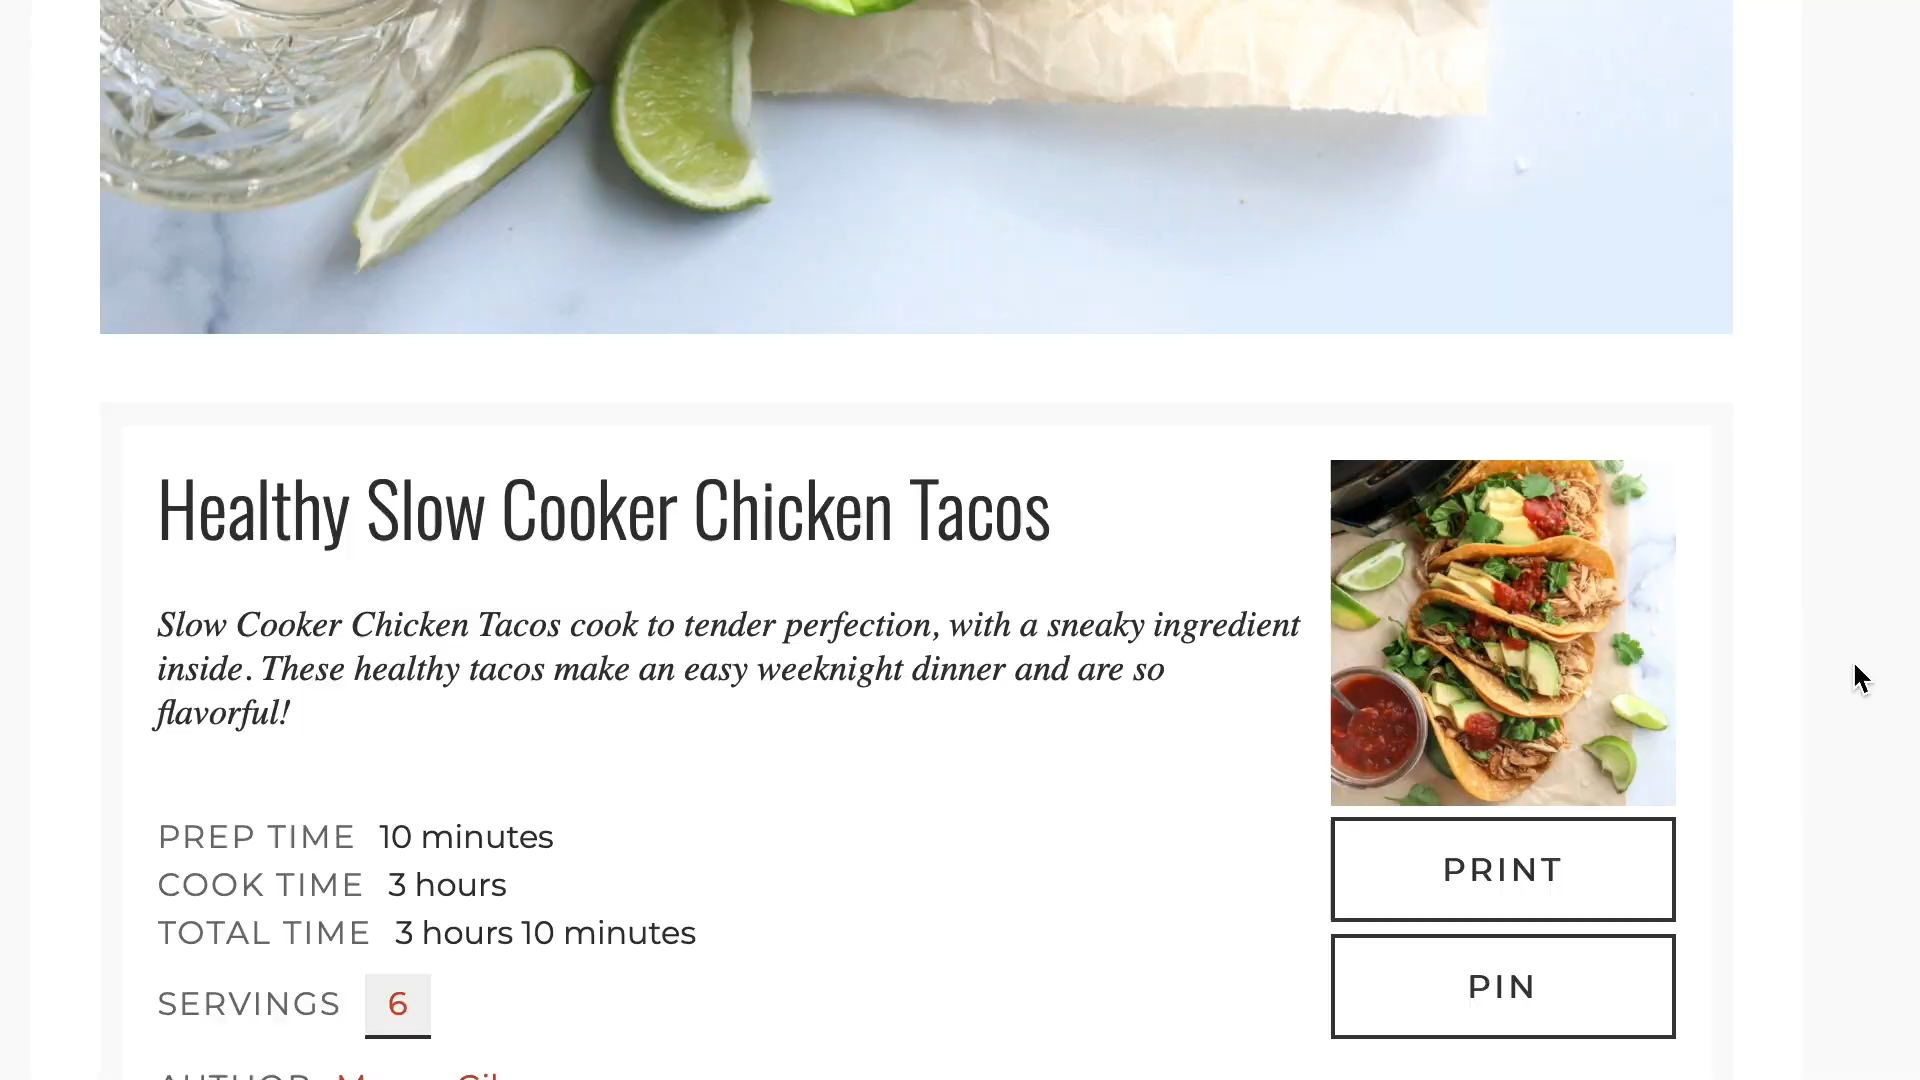 Healthy Slow Cooker Chicken Tacos
Slow Cooker Chicken Tacos cook to tender perfection, with a sneaky ingredient
inside. These healthy tacos make an easy weeknight dinner and are so
flavorful!
PREP TIME 10 minutes
COOK TIME 3 hours
TOTAL TIME 3 hours 10 minutes
SERVINGS 6
PRINT
PIN